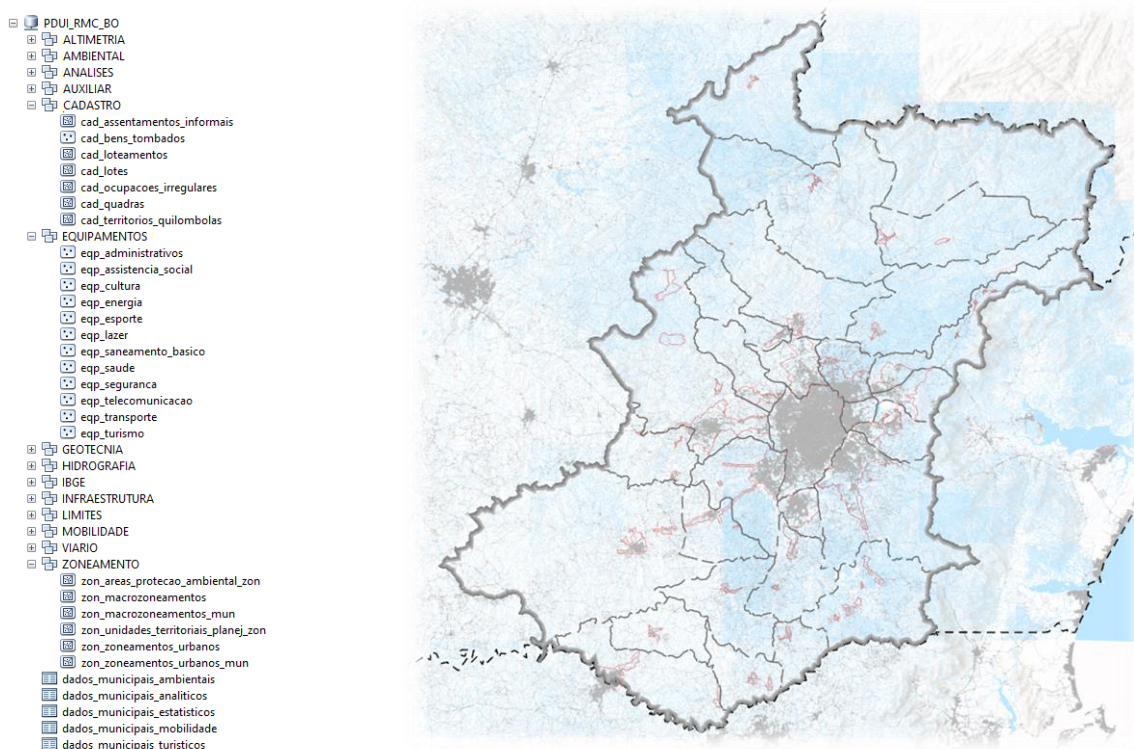 PDUI_RMC_BO
ALTIMETRIA
AMBIENTAL
ANALISES
AUXILIAR
CADASTRO
cad_assentamentos_informais
cad_bens_tombados
cad_loteamentos
cad_lotes
cad_ocupacoes_irregulares
cad_quadras
cad_territorios_quilombolas
EQUIPAMENTOS
eqp_administrativos
eqp_assistencia_social
eqp_cultura
eqp_energia
eqp_esporte
eqp_lazer
eqp_saneamento_basico
eqp_saude
eqp_seguranca
eqp_telecomunicacao
eqp_transporte
eqp_turismo
GEOTECNIA
HIDROGRAFIA
IBGE
INFRAESTRUTURA
LIMITES
MOBILIDADE
VIARIO
ZONEAMENTO
zon_areas_protecao_ambiental_zon
zon_macrozoneamentos
zon_macrozoneamentos_mun
zon_unidades_territoriais_planej_zon
zon_zoneamentos_urbanos
zon_zoneamentos_urbanos_mun
dados_municipais_ambientais
dados_municipais_analiticos
dados_municipais_estatisticos
dados_municipais_mobilidade
dados_municipais_turisticos